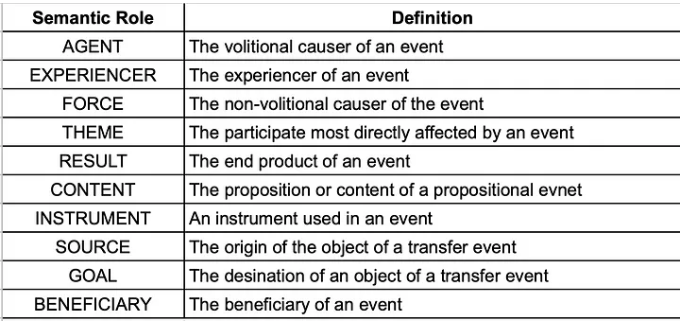 Semantic Role Definition
AGENT The volitional causer of an event
EXPERIENCER The experiencer of an event
FORCE The non-volitional causer of the event
THEME The participate most directly affected by an event
RESULT The end product of an event
CONTENT The proposition or content of a propositional evnet
INSTRUMENT An instrument used in an event
SOURCE The origin of the object of a transfer event
GOAL The desination of an object of a transfer event
BENEFICIARY The beneficiary of an event